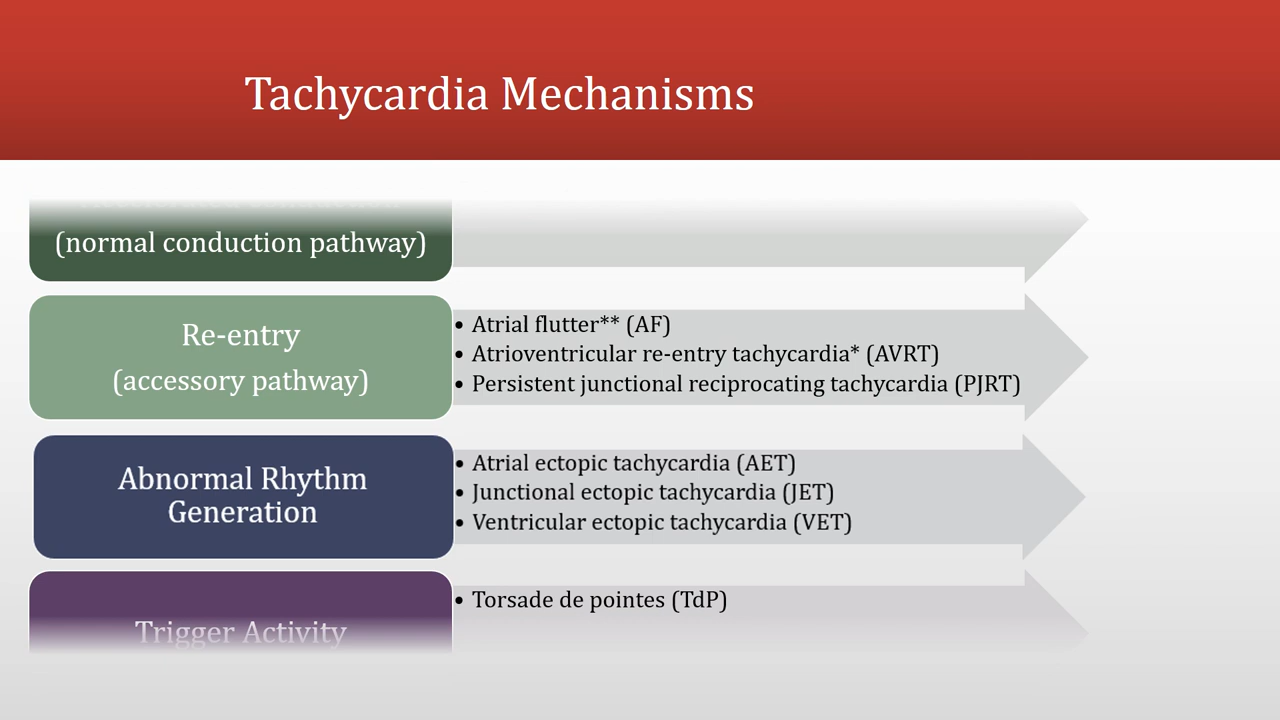 Tachycardia Mechanisms
(normal conduction pathway)
Re-entry
(accessory pathway)
• Atrial flutter** (AF)
• Atrioventricular re-entry tachycardia* (AVRT)
• Persistent junctional reciprocating tachycardia (PJRT)
Abnormal Rhythm
Generation
• Atrial ectopic tachycardia (AET)
• Junctional ectopic tachycardia (JET)
• Ventricular ectopic tachycardia (VET)
Trigger Activity
• Torsade de pointes (TdP)